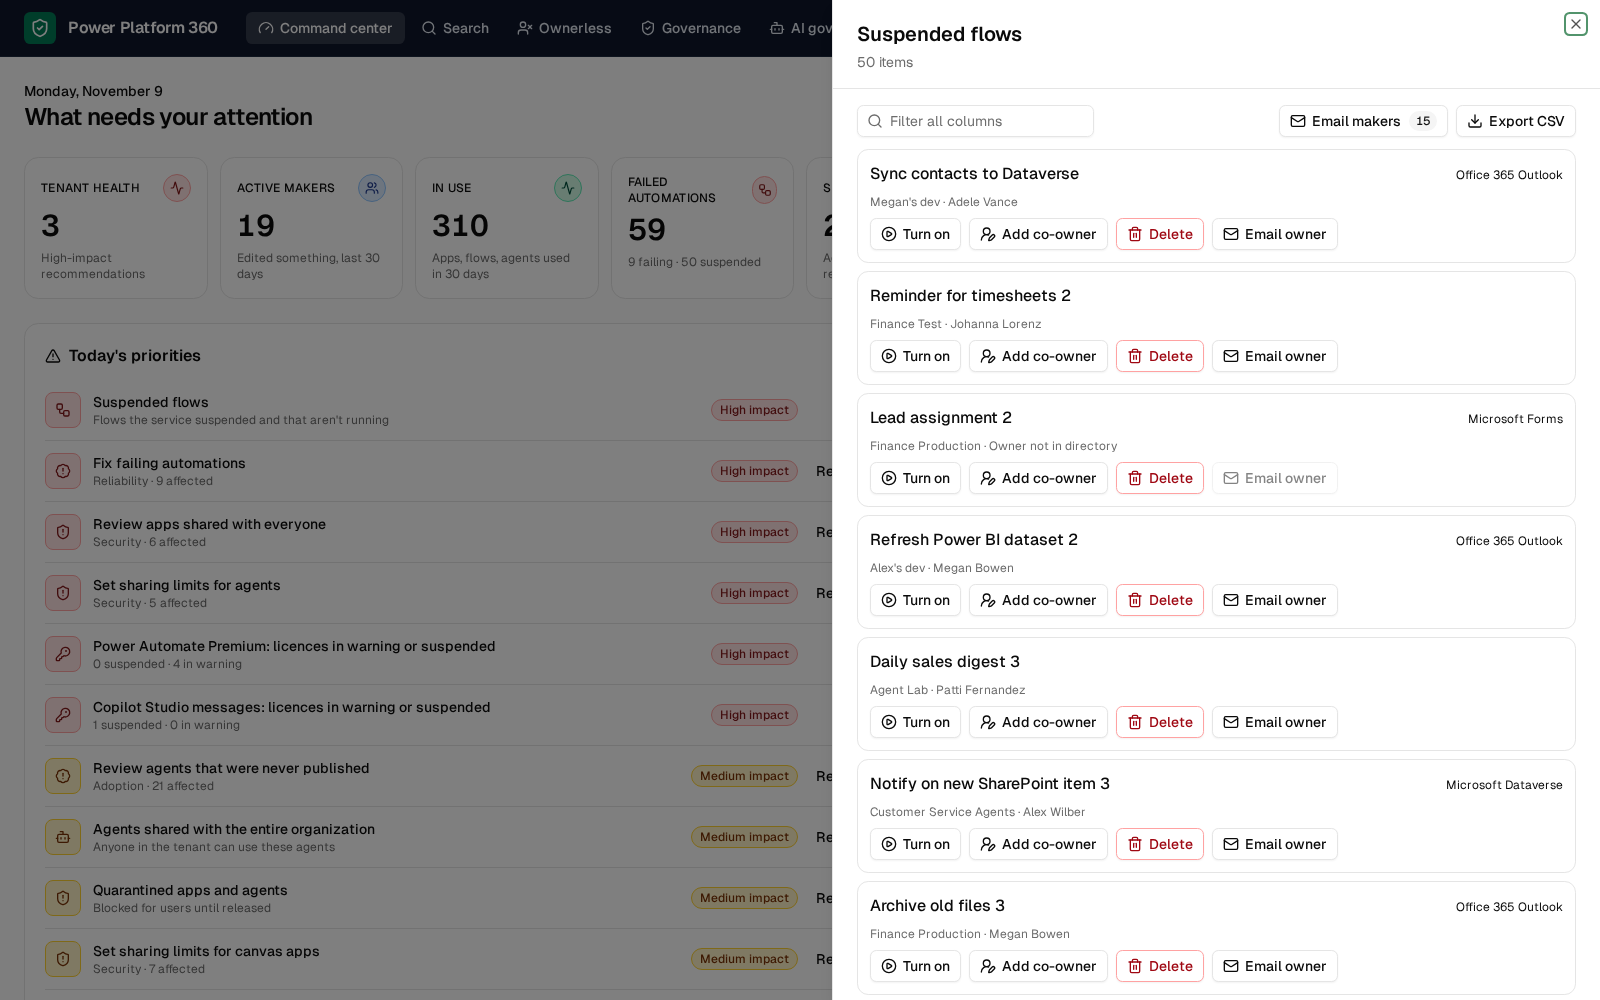 Power Platform 360
Command center
Search
Ownerless
Governance
AI gov
Monday, November 9
What needs your attention
TENANT HEALTH
3
High-impact
recommendations
ACTIVE MAKERS
19
Edited something, last 30
days
IN USE
310
Apps, flows, agents used
in 30 days
FAILED
AUTOMATIONS
59
9 failing · 50 suspended
Today's priorities
Suspended flows
Flows the service suspended and that aren't running
High impact
Fix failing automations
Reliability · 9 affected
High impact
Re
Review apps shared with everyone
Security · 6 affected
High impact
Re
Set sharing limits for agents
Security · 5 affected
High impact
Re
Power Automate Premium: licences in warning or suspended
0 suspended · 4 in warning
High impact
Copilot Studio messages: licences in warning or suspended
1 suspended · 0 in warning
High impact
Review agents that were never published
Adoption · 21 affected
Medium impact
Re
Agents shared with the entire organization
Anyone in the tenant can use these agents
Medium impact
Re
Quarantined apps and agents
Blocked for users until released
Medium impact
Re
Set sharing limits for canvas apps
Security · 7 affected
Medium impact
Re
Suspended flows
50 items
Filter all columns
Email makers 15
Export CSV
Sync contacts to Dataverse
Office 365 Outlook
Megan's dev · Adele Vance
Turn on
Add co-owner
Delete
Email owner
Reminder for timesheets 2
Finance Test · Johanna Lorenz
Turn on
Add co-owner
Delete
Email owner
Lead assignment 2
Microsoft Forms
Finance Production · Owner not in directory
Turn on
Add co-owner
Delete
Email owner
Refresh Power BI dataset 2
Office 365 Outlook
Alex's dev · Megan Bowen
Turn on
Add co-owner
Delete
Email owner
Daily sales digest 3
Agent Lab · Patti Fernandez
Turn on
Add co-owner
Delete
Email owner
Notify on new SharePoint item 3
Microsoft Dataverse
Customer Service Agents · Alex Wilber
Turn on
Add co-owner
Delete
Email owner
Archive old files 3
Office 365 Outlook
Finance Production · Megan Bowen
Turn on
Add co-owner
Delete
Email owner